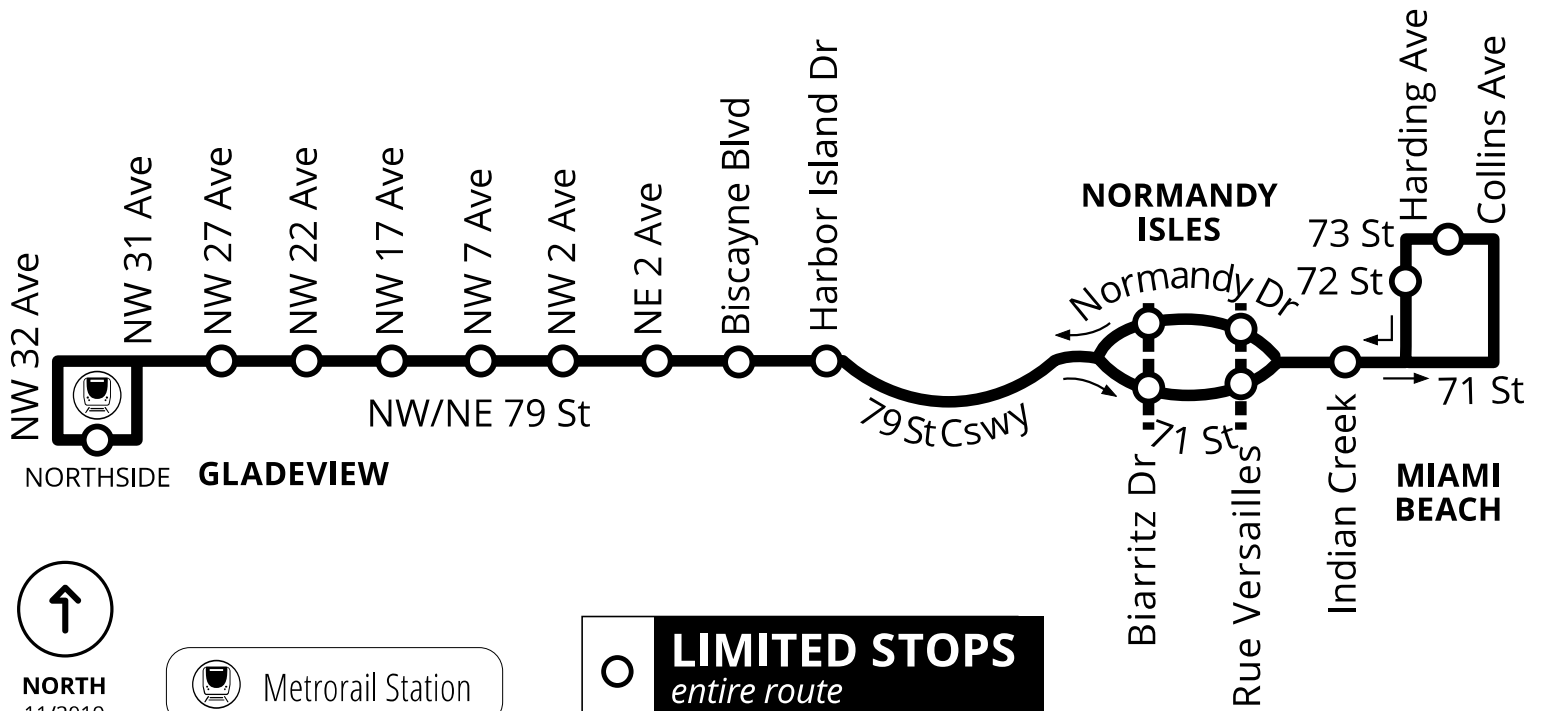 NW 32 Ave
NW 31 Ave
NW 27 Ave
NW 22 Ave
NW 17 Ave
NW 7 Ave
NW 2 Ave
NE 2 Ave
Biscayne Blvd
Harbor Island Dr
Harding Ave
Collins Ave
NORMANDY
ISLES
73 St
72 St
Normandy Dr
NW/NE 79 St
79 St Cswy
71 St
71 St
NORTHSIDE
GLADEVIEW
Biarritz Dr
Rue Versailles
Indian Creek
MIAMI
BEACH
NORTH
11/2019
Metrorail Station
LIMITED STOPS
entire route